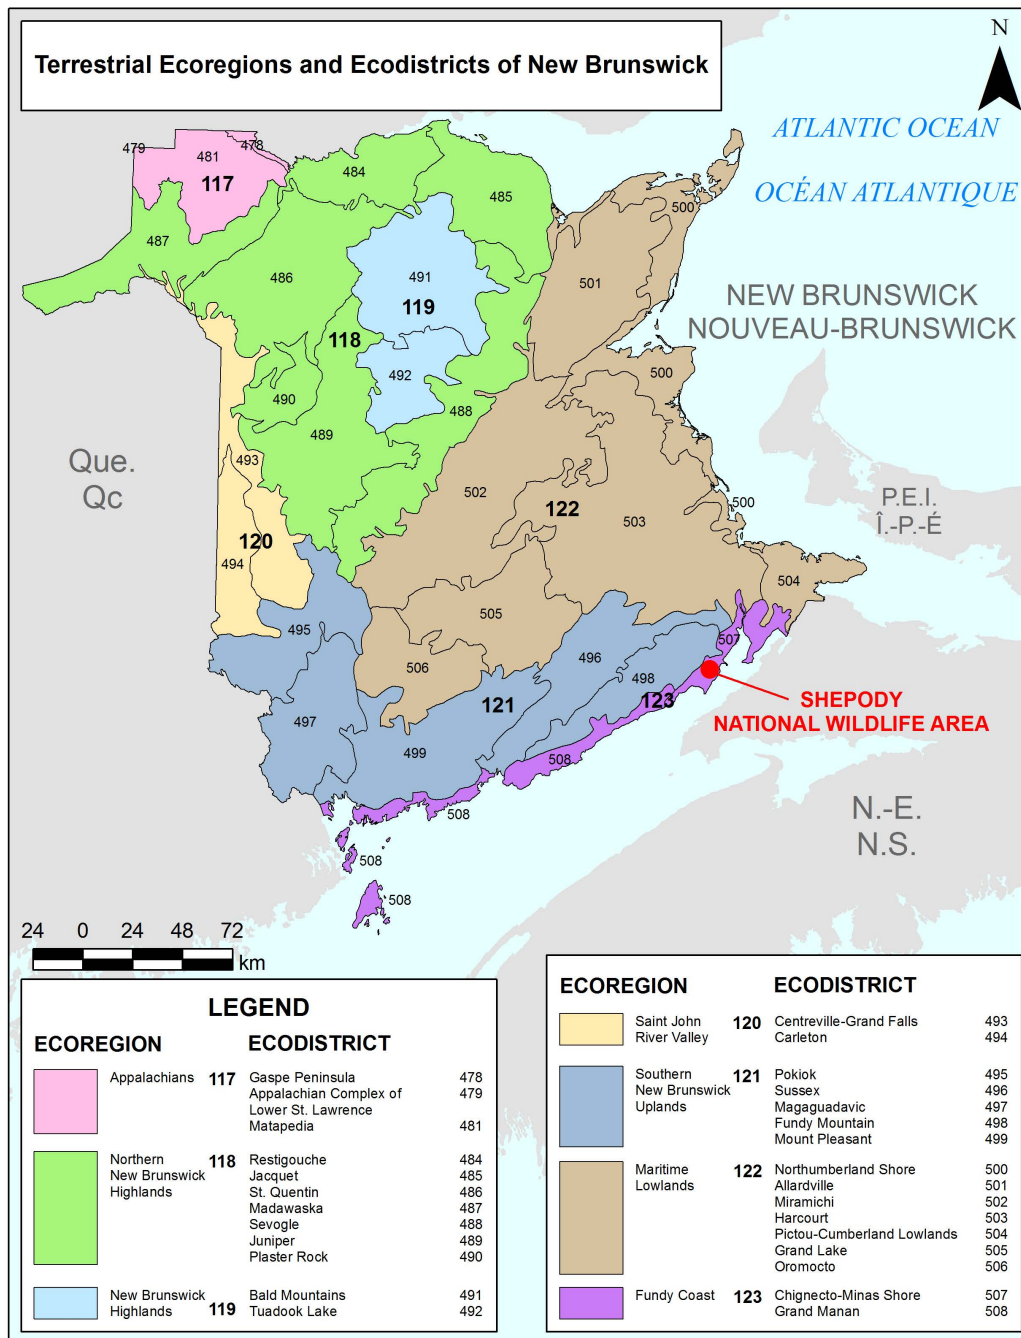 Terrestrial Ecoregions and Ecodistricts of New Brunswick
N
ATLANTIC OCEAN
OCÉAN ATLANTIQUE
NEW BRUNSWICK
NOUVEAU-BRUNSWICK
479
481
478
117
484
485
487
486
491
119
118
492
490
489
488
500
501
500
Que.
Qc
493
494
120
502
122
503
500
P.E.I.
Î.-P.-É
504
495
505
506
496
507
498
121
123
497
499
508
SHEPODY
NATIONAL WILDLIFE AREA
508
508
508
N.-E.
N.S.
24 0 24 48 72
km
LEGEND
ECOREGION ECODISTRICT
Appalachians 117 Gaspe Peninsula 478
Appalachian Complex of 479
Lower St. Lawrence
Matapedia 481
Northern 118 Restigouche 484
New Brunswick Jacquet 485
Highlands St. Quentin 486
Madawaska 487
Sevogle 488
Juniper 489
Plaster Rock 490
New Brunswick Bald Mountains 491
Highlands 119 Tuadook Lake 492
ECOREGION ECODISTRICT
Saint John 120 Centreville-Grand Falls 493
River Valley Carleton 494
Southern 121 Pokiok 495
New Brunswick Sussex 496
Uplands Magaguadavic 497
Fundy Mountain 498
Mount Pleasant 499
Maritime 122 Northumberland Shore 500
Lowlands Allardville 501
Miramichi 502
Harcourt 503
Pictou-Cumberland Lowlands 504
Grand Lake 505
Oromocto 506
Fundy Coast 123 Chignecto-Minas Shore 507
Grand Manan 508